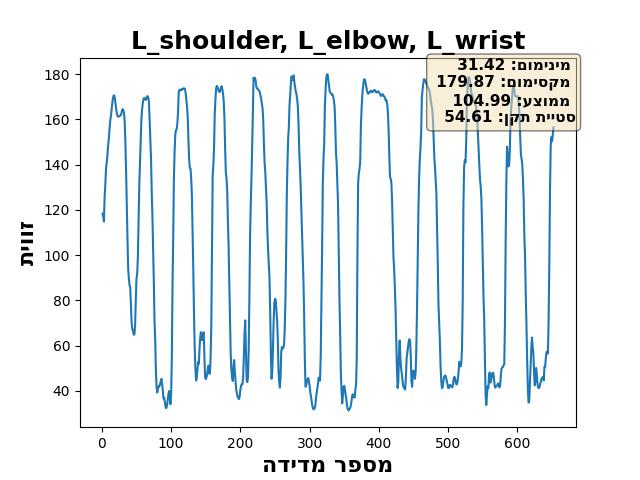 L_shoulder, L_elbow, L_wrist
מינימום: 31.42
מקסימום: 179.87
ממוצע: 104.99
סטיית תקן: 54.61
זווית
180
160
140
120
100
80
60
40
0 100 200 300 400 500 600
מספר מדידה